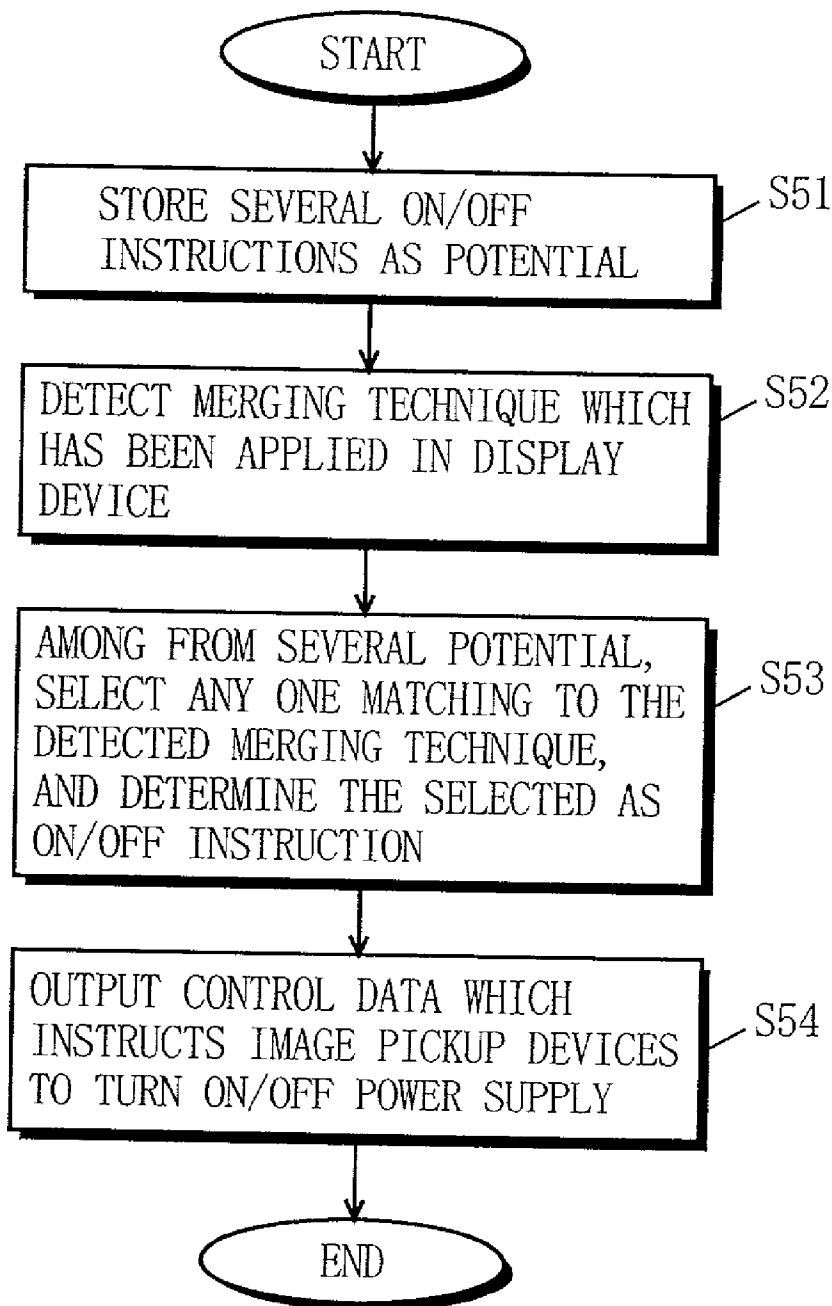 START
STORE SEVERAL ON/OFF
INSTRUCTIONS AS POTENTIAL
S51
DETECT MERGING TECHNIQUE WHICH
HAS BEEN APPLIED IN DISPLAY
DEVICE
S52
AMONG FROM SEVERAL POTENTIAL,
SELECT ANY ONE MATCHING TO THE
DETECTED MERGING TECHNIQUE,
AND DETERMINE THE SELECTED AS
ON/OFF INSTRUCTION
S53
OUTPUT CONTROL DATA WHICH
INSTRUCTS IMAGE PICKUP DEVICES
TO TURN ON/OFF POWER SUPPLY
S54
END